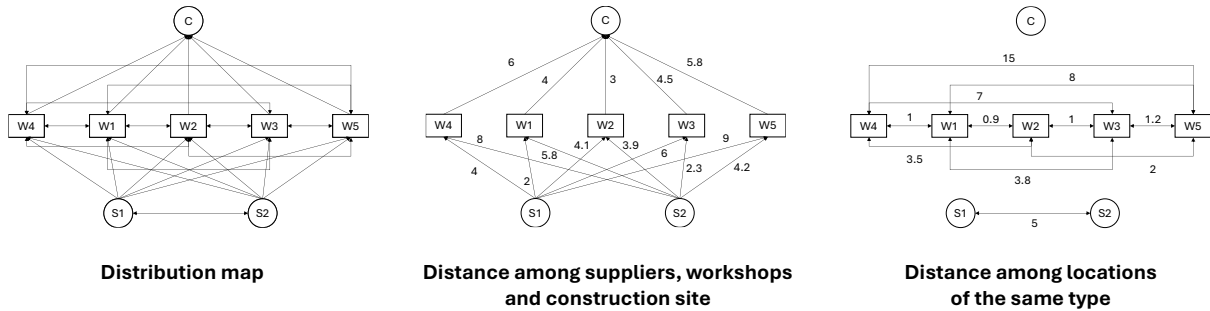 C
W4 W1 W2 W3 W5
S1 S2
Distribution map
C
6 4 3 4.5 5.8
W4 W1 W2 W3 W5
8 5.8 4.1 3.9 6 9
4 2 2.3 4.2
S1 S2
Distance among suppliers, workshops
and construction site
C
15
8
7
W4 1 W1 0.9 W2 1 W3 1.2 W5
3.5
3.8 2
S1 5 S2
Distance among locations
of the same type